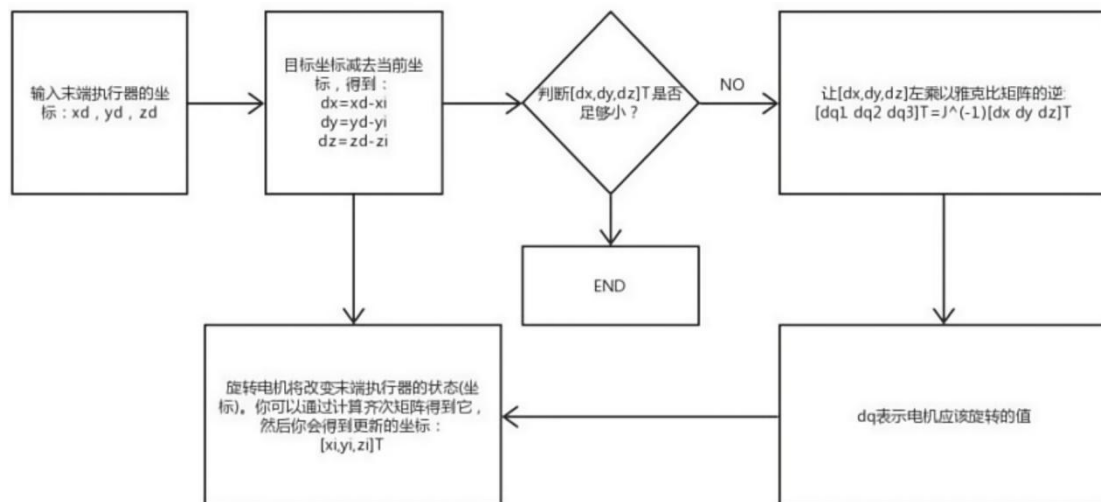 输入末端执行器的坐
标：xd，yd，zd
目标坐标减去当前坐
标，得到：
dx=xd-xi
dy=yd-yi
dz=zd-zi
判断[dx,dy,dz]T是否
足够小？
NO
让[dx,dy,dz]左乘以雅克比矩阵的逆:
[dq1 dq2 dq3]T=J^(-1)[dx dy dz]T
END
旋转电机将改变末端执行器的状态(坐
标)。你可以通过计算齐次矩阵得到它，
然后你会得到更新的坐标：
[xi,yi,zi]T
dq表示电机应该旋转的值